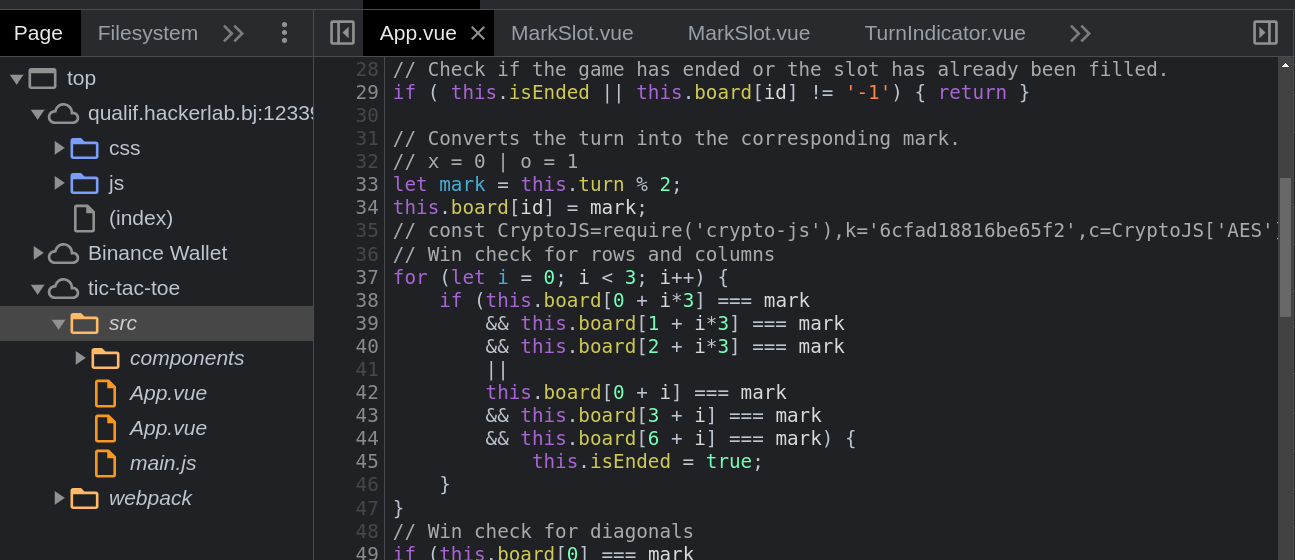 Page Filesystem
App.vue MarkSlot.vue MarkSlot.vue TurnIndicator.vue
top
qualif.hackerlab.bj:12339
css
js
(index)
Binance Wallet
tic-tac-toe
src
components
App.vue
App.vue
main.js
webpack
28 // Check if the game has ended or the slot has already been filled.
29 if ( this.isEnded || this.board[id] != '-1') { return }
30
31 // Converts the turn into the corresponding mark.
32 // x = 0 | o = 1
33 let mark = this.turn % 2;
34 this.board[id] = mark;
35 // const CryptoJS=require('crypto-js'),k='6cfad18816be65f2',c=CryptoJS['AES']
36 // Win check for rows and columns
37 for (let i = 0; i < 3; i++) {
38 if (this.board[0 + i*3] === mark
39 && this.board[1 + i*3] === mark
40 && this.board[2 + i*3] === mark
41 ||
42 this.board[0 + i] === mark
43 && this.board[3 + i] === mark
44 && this.board[6 + i] === mark) {
45 this.isEnded = true;
46 }
47 }
48 // Win check for diagonals
49 if (this.board[0] === mark